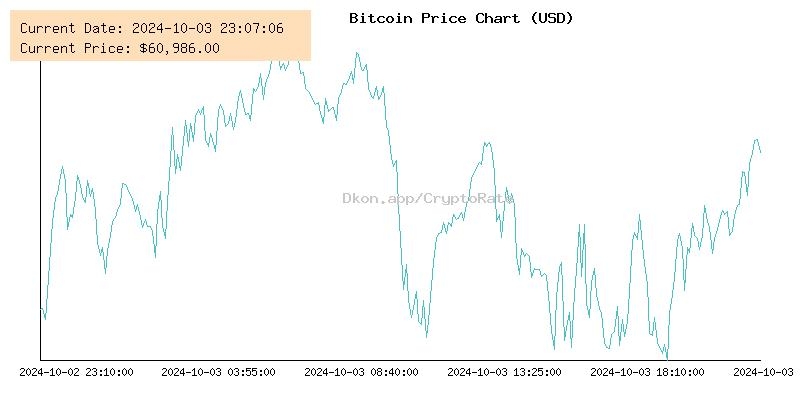 Bitcoin Price Chart (USD)
Current Date: 2024-10-03 23:07:06
Current Price: $60,986.00
Dkon.app/CryptoRate
2024-10-02 23:10:00
2024-10-03 03:55:00
2024-10-03 08:40:00
2024-10-03 13:25:00
2024-10-03 18:10:00
2024-10-03